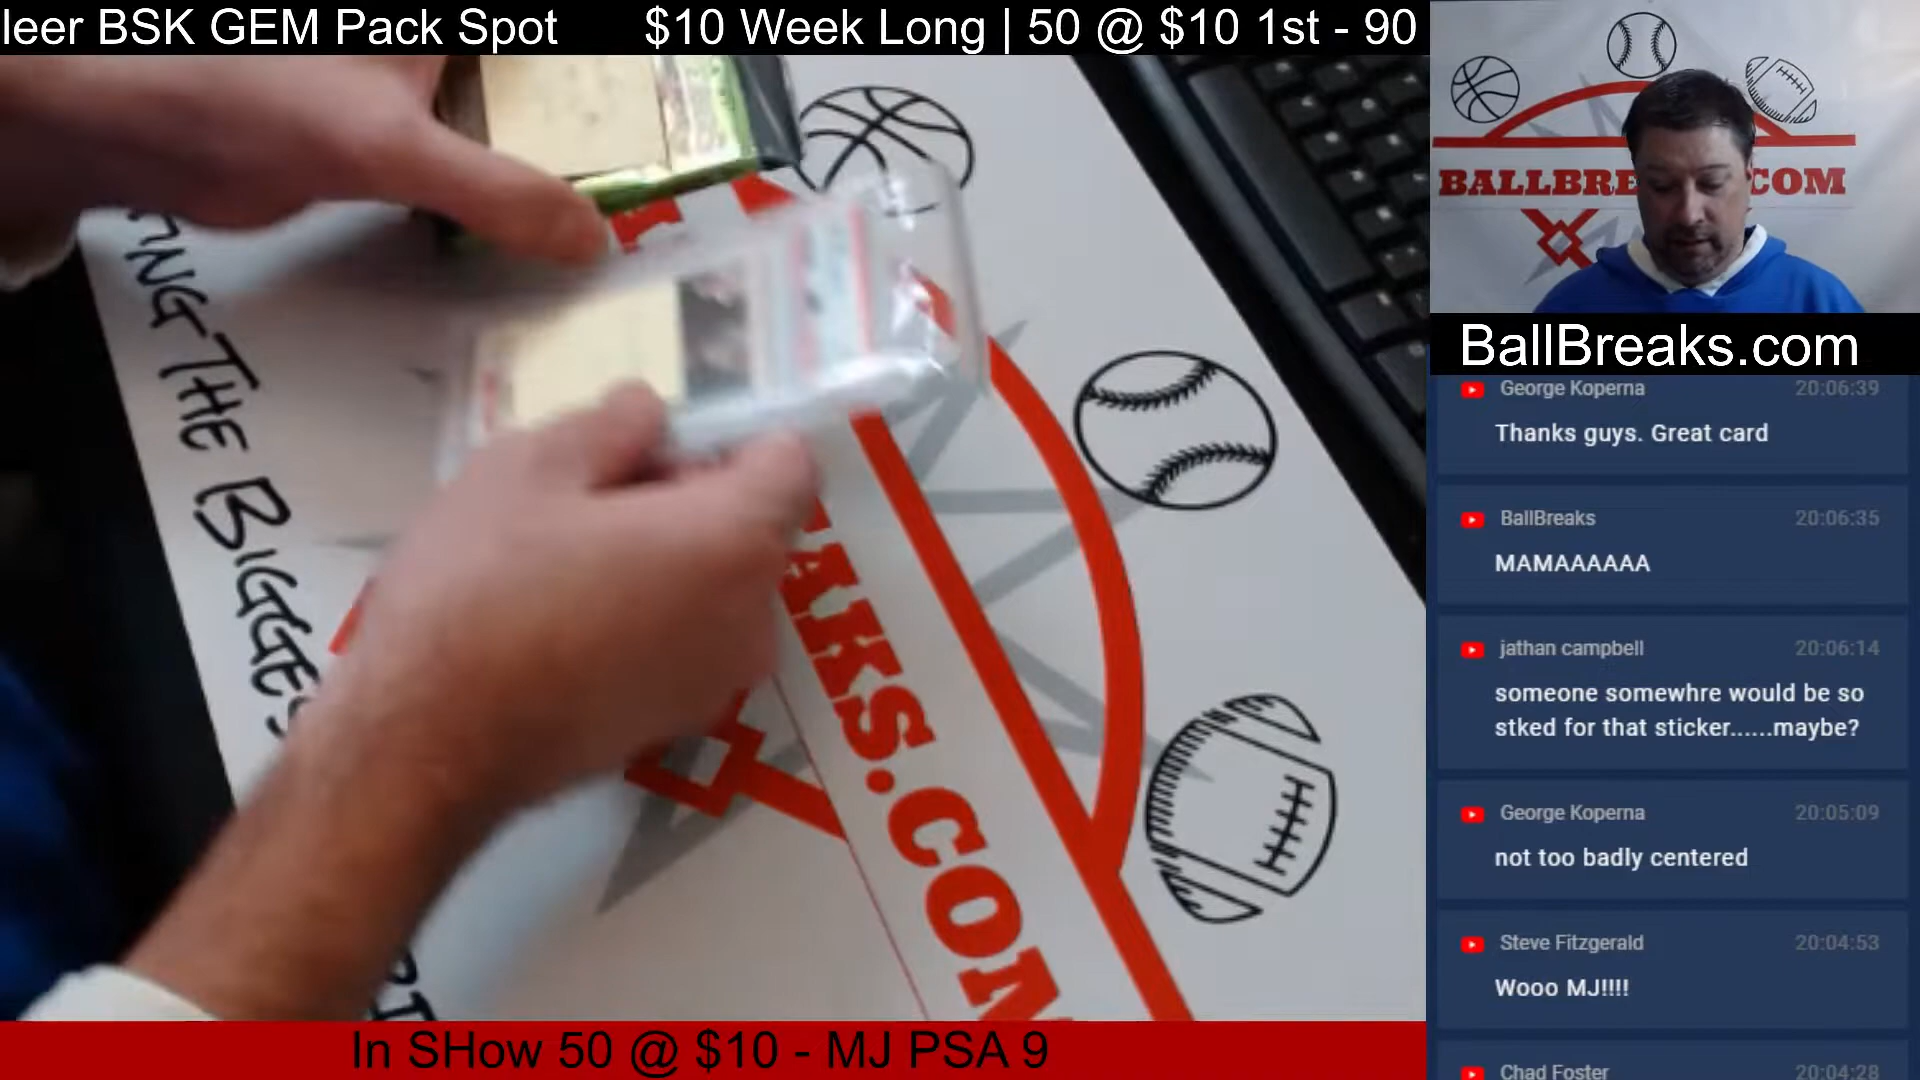 leer BSK GEM Pack Spot $10 Week Long | 50 @ $10 1st - 90
BALLBRE COM
BallBreaks.com
George Koperna 20:06:39
Thanks guys. Great card
BallBreaks 20:06:35
MAMAAAAAA
jathan campbell 20:06:14
someone somewhre would be so
stked for that sticker......maybe?
George Koperna 20:05:09
not too badly centered
Steve Fitzgerald 20:04:53
Wooo MJ!!!!
Chad Foster 20:04:28
ING THE BIGGES
AKS.COM
In SHow 50 @ $10 - MJ PSA 9